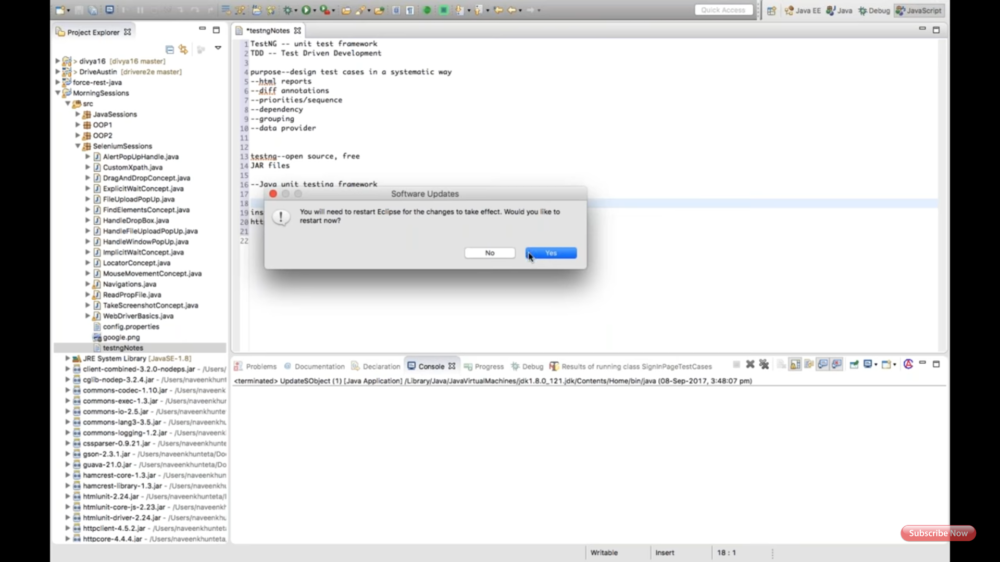 Quick Access
Java EE
Java
Debug
JavaScript
Project Explorer
> divya16 [divya16 master]
> DriveAustin [drivere2e master]
force-rest-java
MorningSessions
src
JavaSessions
OOP1
OOP2
SeleniumSessions
AlertPopUpHandle.java
CustomXpath.java
DragAndDropConcept.java
ExplicitWaitConcept.java
FileUploadPopUp.java
FindElementsConcept.java
HandleDropBox.java
HandleFileUploadPopUp.java
HandleWindowPopUp.java
ImplicitWaitConcept.java
LocatorConcept.java
MouseMovementConcept.java
Navigations.java
ReadPropFile.java
TakeScreenshotConcept.java
WebDriverBasics.java
config.properties
google.png
testngNotes
JRE System Library [JavaSE-1.8]
client-combined-3.2.0-nodeps.jar - /Users/
cglib-nodep-3.2.4.jar - /Users/naveenkhunt
commons-codec-1.10.jar - /Users/naveenk
commons-exec-1.3.jar - /Users/naveenkhur
commons-io-2.5.jar - /Users/naveenkhunte
commons-lang3-3.5.jar - /Users/naveenkhu
commons-logging-1.2.jar - /Users/naveenk
cssparser-0.9.21.jar - /Users/naveenkhunte
gson-2.3.1.jar - /Users/naveenkhunteta/Do
guava-21.0.jar - /Users/naveenkhunteta/Do
hamcrest-core-1.3.jar - /Users/naveenkhun
hamcrest-library-1.3.jar - /Users/naveenkhu
htmlunit-2.24.jar - /Users/naveenkhunteta/
htmlunit-core-js-2.23.jar - /Users/naveenkh
htmlunit-driver-2.24.jar - /Users/naveenkhu
httpclient-4.5.2.jar - /Users/naveenkhunteta
httpcore-4.4.4.jar - /Users/naveenkhunteta,
*testngNotes
1 TestNG -- unit test framework
2 TDD -- Test Driven Development
3
4 purpose--design test cases in a systematic way
5 --html reports
6 --diff annotations
7 --priorities/sequence
8 --dependency
9 --grouping
10 --data provider
11
12
13 testng--open source, free
14 JAR files
15
16 --Java unit testing framework
17
18
19 ins
20 htt
21
22
Software Updates
You will need to restart Eclipse for the changes to take effect. Would you like to
restart now?
No
Yes
Problems
@ Documentation
Declaration
Console
Progress
Debug
Results of running class SignInPageTestCases
<terminated> UpdateSObject (1) [Java Application] /Library/Java/JavaVirtualMachines/jdk1.8.0_121.jdk/Contents/Home/bin/java (08-Sep-2017, 3:48:07 pm)
Subscribe Now
Writable
Insert
18 : 1